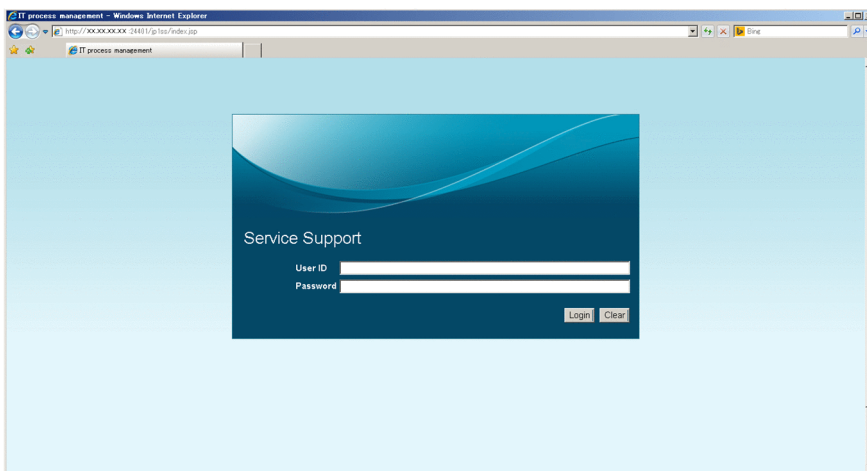 IT process management - Windows Internet Explorer
http://XX.XX.XX.XX :24401/jp1ss/index.jsp
Bing
IT process management
Service Support
User ID
Password
Login Clear